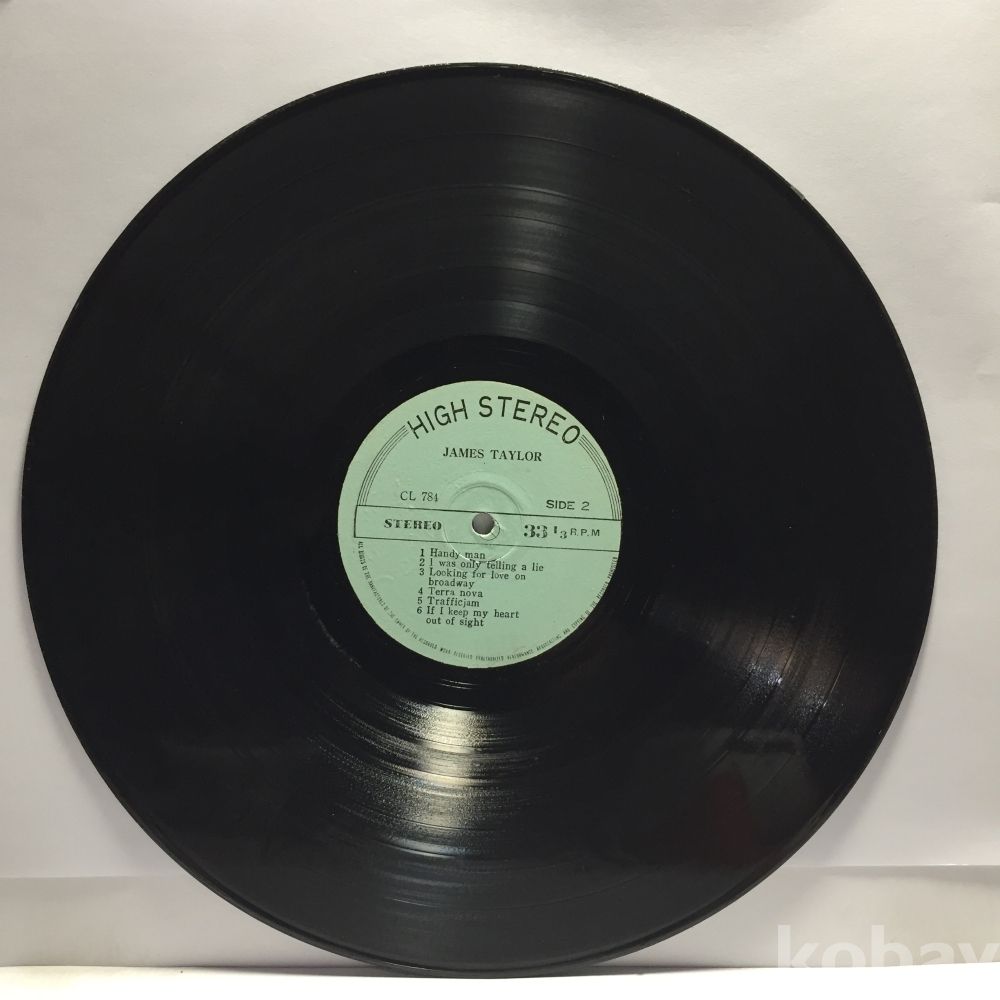 HIGH STEREO
JAMES TAYLOR
CL 784
SIDE 2
STEREO
33 1/3 R.P.M
1 Handy man
2 I was only telling a lie
3 Looking for love on
broadway
4 Terra nova
5 Trafficjam
6 If I keep my heart
out of sight
kobay